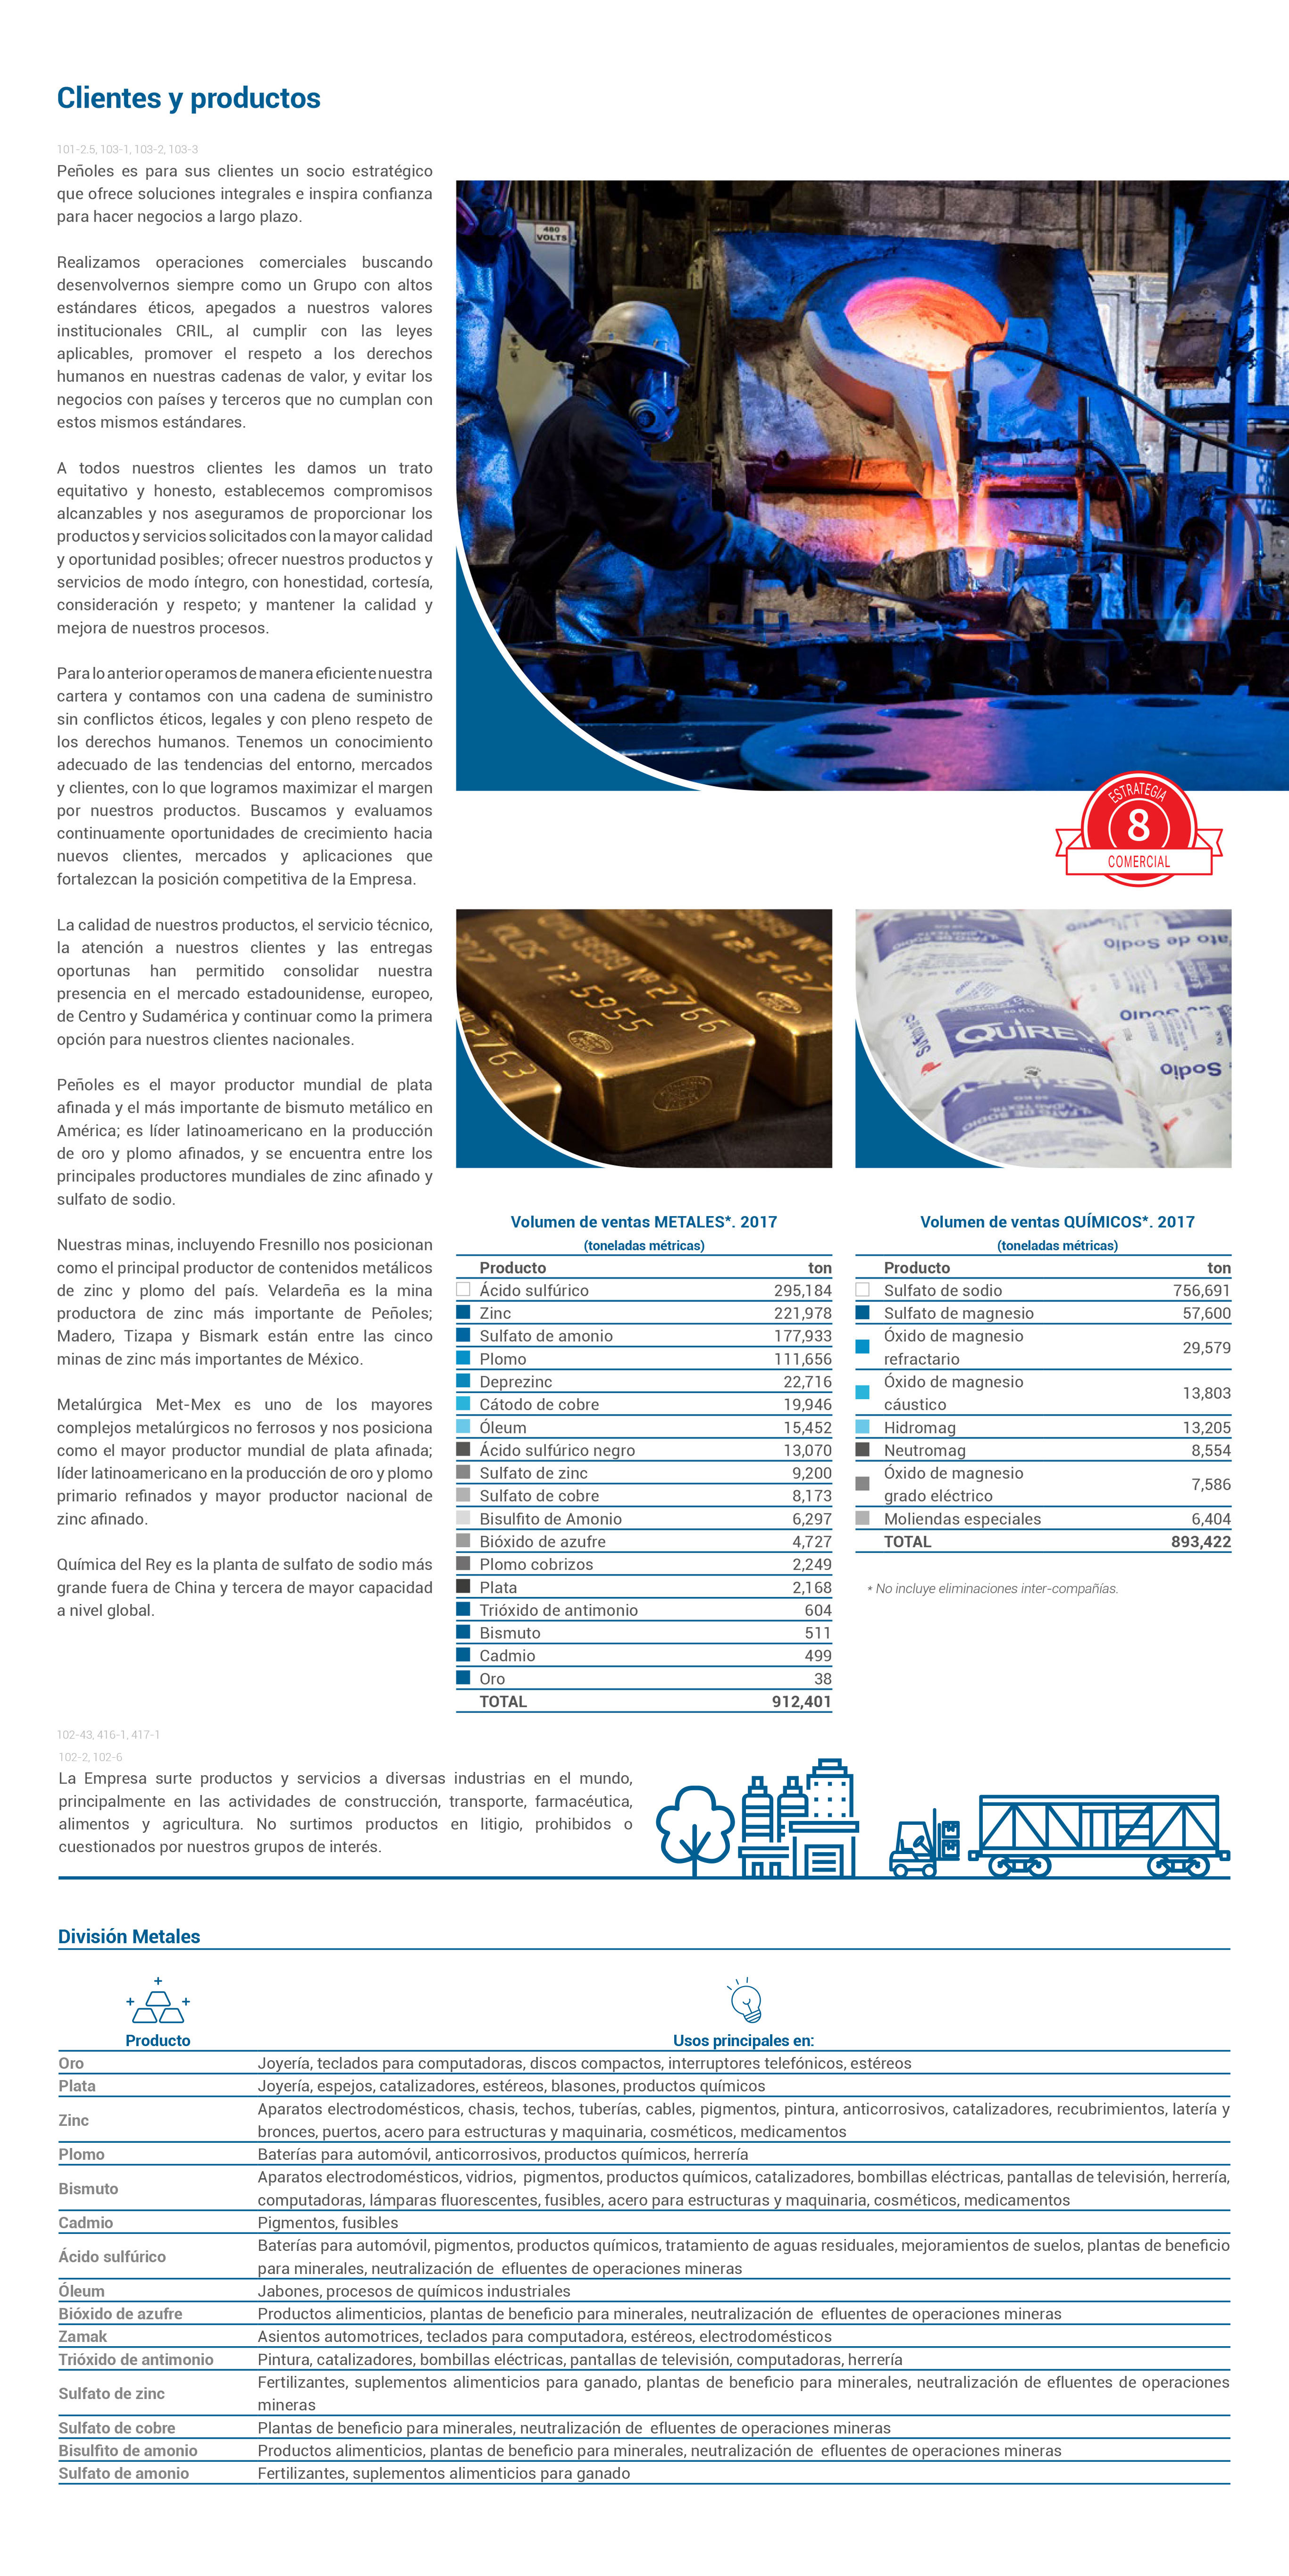 Clientes y productos
101-2.5, 103-1, 103-2, 103-3
Peñoles es para sus clientes un socio estratégico
que ofrece soluciones integrales e inspira confianza
para hacer negocios a largo plazo.
Realizamos operaciones comerciales buscando
desenvolvernos siempre como un Grupo con altos
estándares éticos, apegados a nuestros valores
institucionales CRIL, al cumplir con las leyes
aplicables, promover el respeto a los derechos
humanos en nuestras cadenas de valor, y evitar los
negocios con países y terceros que no cumplan con
estos mismos estándares.
A todos nuestros clientes les damos un trato
equitativo y honesto, establecemos compromisos
alcanzables y nos aseguramos de proporcionar los
productos y servicios solicitados con la mayor calidad
y oportunidad posibles; ofrecer nuestros productos y
servicios de modo íntegro, con honestidad, cortesía,
consideración y respeto; y mantener la calidad y
mejora de nuestros procesos.
Para lo anterior operamos de manera eficiente nuestra
cartera y contamos con una cadena de suministro
sin conflictos éticos, legales y con pleno respeto de
los derechos humanos. Tenemos un conocimiento
adecuado de las tendencias del entorno, mercados
y clientes, con lo que logramos maximizar el margen
por nuestros productos. Buscamos y evaluamos
continuamente oportunidades de crecimiento hacia
nuevos clientes, mercados y aplicaciones que
fortalezcan la posición competitiva de la Empresa.
La calidad de nuestros productos, el servicio técnico,
la atención a nuestros clientes y las entregas
oportunas han permitido consolidar nuestra
presencia en el mercado estadounidense, europeo,
de Centro y Sudamérica y continuar como la primera
opción para nuestros clientes nacionales.
Peñoles es el mayor productor mundial de plata
afinada y el más importante de bismuto metálico en
América; es líder latinoamericano en la producción
de oro y plomo afinados, y se encuentra entre los
principales productores mundiales de zinc afinado y
sulfato de sodio.
Nuestras minas, incluyendo Fresnillo nos posicionan
como el principal productor de contenidos metálicos
de zinc y plomo del país. Velardeña es la mina
productora de zinc más importante de Peñoles;
Madero, Tizapa y Bismark están entre las cinco
minas de zinc más importantes de México.
Metalúrgica Met-Mex es uno de los mayores
complejos metalúrgicos no ferrosos y nos posiciona
como el mayor productor mundial de plata afinada;
líder latinoamericano en la producción de oro y plomo
primario refinados y mayor productor nacional de
zinc afinado.
Química del Rey es la planta de sulfato de sodio más
grande fuera de China y tercera de mayor capacidad
a nivel global.
480
VOLTS
ESTRATEGIA
8
COMERCIAL
5955
Nº2766
QUIREY
Sodio
Volumen de ventas METALES*. 2017
(toneladas métricas)
Producto ton
Ácido sulfúrico 295,184
Zinc 221,978
Sulfato de amonio 177,933
Plomo 111,656
Deprezinc 22,716
Cátodo de cobre 19,946
Óleum 15,452
Ácido sulfúrico negro 13,070
Sulfato de zinc 9,200
Sulfato de cobre 8,173
Bisulfito de Amonio 6,297
Bióxido de azufre 4,727
Plomo cobrizos 2,249
Plata 2,168
Trióxido de antimonio 604
Bismuto 511
Cadmio 499
Oro 38
TOTAL 912,401
Volumen de ventas QUÍMICOS*. 2017
(toneladas métricas)
Producto ton
Sulfato de sodio 756,691
Sulfato de magnesio 57,600
Óxido de magnesio
refractario 29,579
Óxido de magnesio
cáustico 13,803
Hidromag 13,205
Neutromag 8,554
Óxido de magnesio
grado eléctrico 7,586
Moliendas especiales 6,404
TOTAL 893,422
* No incluye eliminaciones inter-compañías.
102-43, 416-1, 417-1
102-2, 102-6
La Empresa surte productos y servicios a diversas industrias en el mundo,
principalmente en las actividades de construcción, transporte, farmacéutica,
alimentos y agricultura. No surtimos productos en litigio, prohibidos o
cuestionados por nuestros grupos de interés.
División Metales
Producto Usos principales en:
Oro Joyería, teclados para computadoras, discos compactos, interruptores telefónicos, estéreos
Plata Joyería, espejos, catalizadores, estéreos, blasones, productos químicos
Zinc Aparatos electrodomésticos, chasis, techos, tuberías, cables, pigmentos, pintura, anticorrosivos, catalizadores, recubrimientos, latería y
bronces, puertos, acero para estructuras y maquinaria, cosméticos, medicamentos
Plomo Baterías para automóvil, anticorrosivos, productos químicos, herrería
Bismuto Aparatos electrodomésticos, vidrios, pigmentos, productos químicos, catalizadores, bombillas eléctricas, pantallas de televisión, herrería,
computadoras, lámparas fluorescentes, fusibles, acero para estructuras y maquinaria, cosméticos, medicamentos
Cadmio Pigmentos, fusibles
Ácido sulfúrico Baterías para automóvil, pigmentos, productos químicos, tratamiento de aguas residuales, mejoramientos de suelos, plantas de beneficio
para minerales, neutralización de efluentes de operaciones mineras
Óleum Jabones, procesos de químicos industriales
Bióxido de azufre Productos alimenticios, plantas de beneficio para minerales, neutralización de efluentes de operaciones mineras
Zamak Asientos automotrices, teclados para computadora, estéreos, electrodomésticos
Trióxido de antimonio Pintura, catalizadores, bombillas eléctricas, pantallas de televisión, computadoras, herrería
Sulfato de zinc Fertilizantes, suplementos alimenticios para ganado, plantas de beneficio para minerales, neutralización de efluentes de operaciones
mineras
Sulfato de cobre Plantas de beneficio para minerales, neutralización de efluentes de operaciones mineras
Bisulfito de amonio Productos alimenticios, plantas de beneficio para minerales, neutralización de efluentes de operaciones mineras
Sulfato de amonio Fertilizantes, suplementos alimenticios para ganado